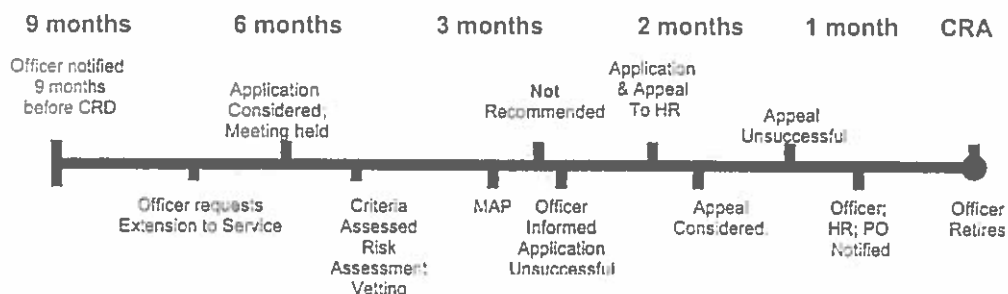 9 months
6 months
3 months
2 months
1 month
CRA
Officer notified
9 months
before CRD
Application
Considered;
Meeting held
Not
Recommended
Application
& Appeal
To HR
Appeal
Unsuccessful
Officer requests
Extension to Service
Criteria
Assessed
Risk
Assessment
Vetting
MAP
Officer
Informed
Application
Unsuccessful
Appeal
Considered.
Officer;
HR; PO
Notified
Officer
Retires